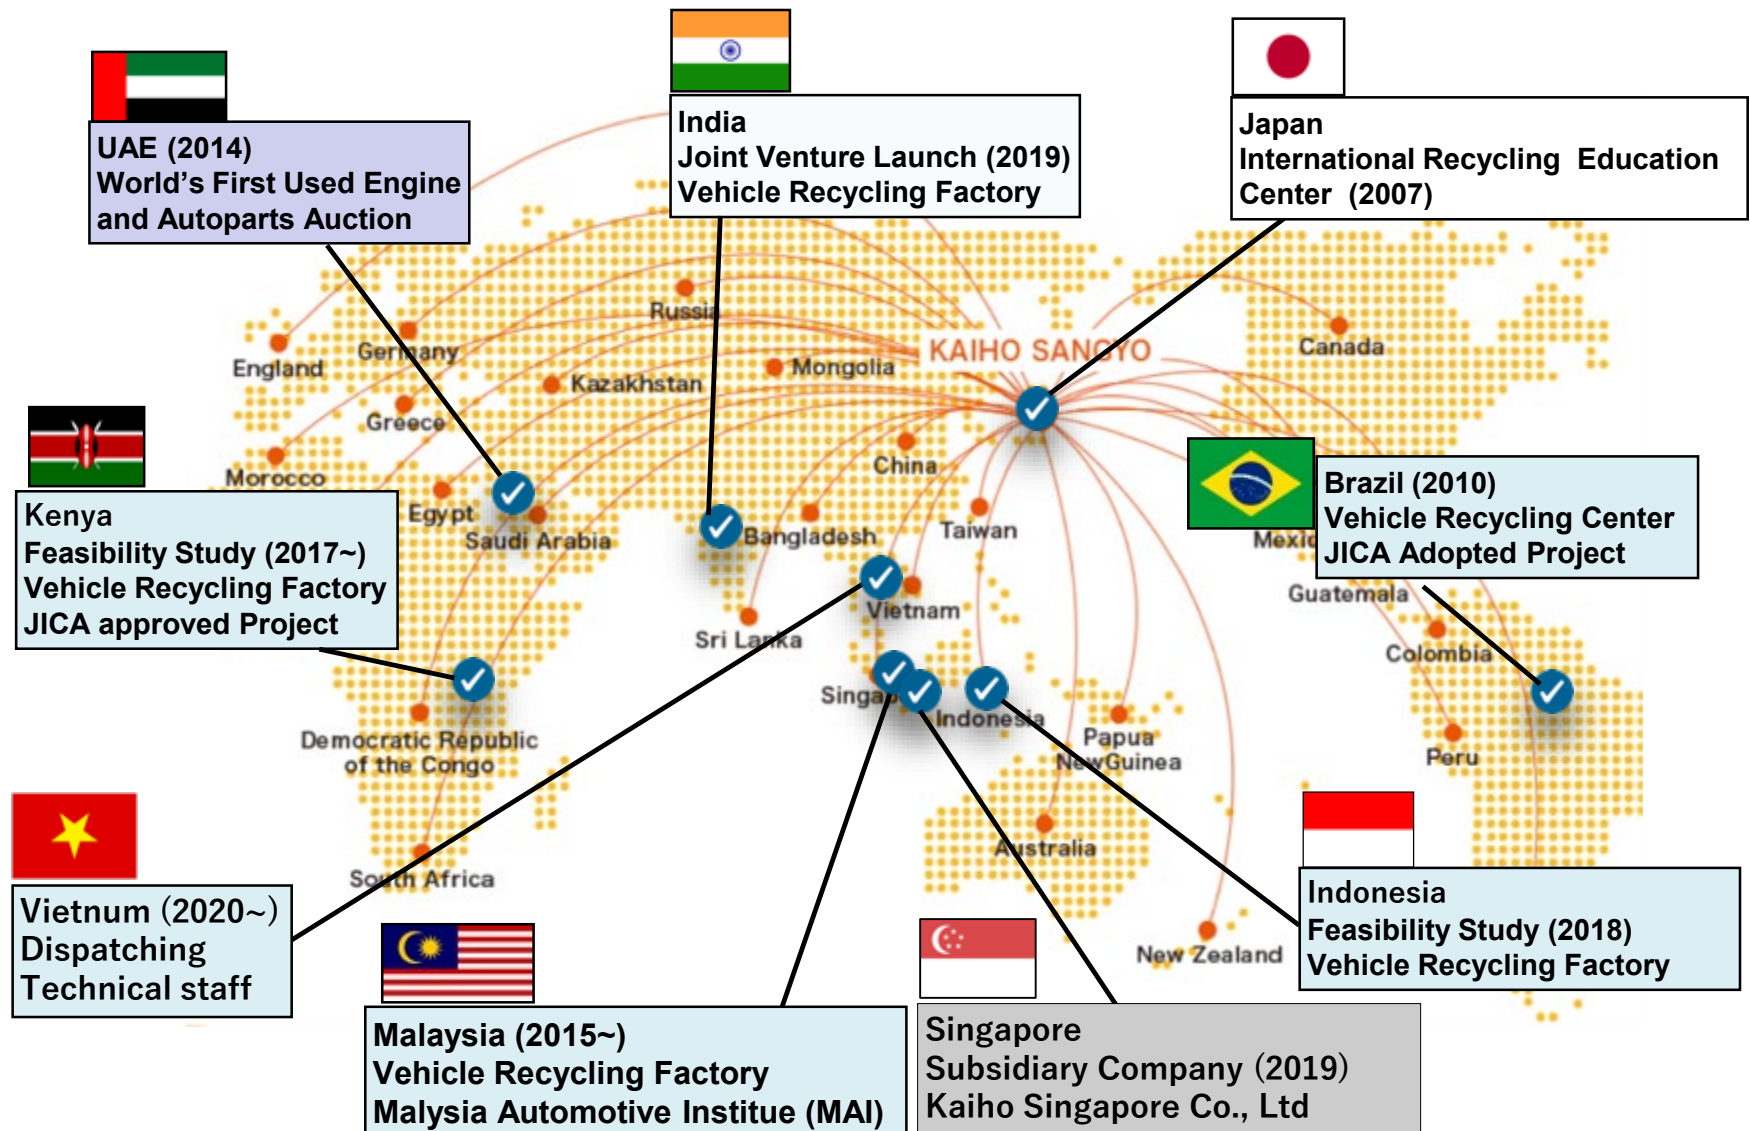 UAE (2014)
World’s First Used Engine
and Autoparts Auction
India
Joint Venture Launch (2019)
Vehicle Recycling Factory
Japan
International Recycling Education
Center (2007)
Russia
England
Germany
KAIHO SANGYO
Canada
Kazakhstan
Mongolia
Greece
Morocco
China
Egypt
Saudi Arabia
Bangladesh
Taiwan
Kenya
Feasibility Study (2017~)
Vehicle Recycling Factory
JICA approved Project
Brazil (2010)
Vehicle Recycling Center
JICA Adopted Project
Guatemala
Vietnam
Sri Lanka
Colombia
Indonesia
Democratic Republic
of the Congo
Papua
NewGuinea
Peru
Australia
South Africa
New Zealand
Vietnum (2020~)
Dispatching
Technical staff
Indonesia
Feasibility Study (2018)
Vehicle Recycling Factory
Malaysia (2015~)
Vehicle Recycling Factory
Malysia Automotive Institue (MAI)
Singapore
Subsidiary Company (2019)
Kaiho Singapore Co., Ltd